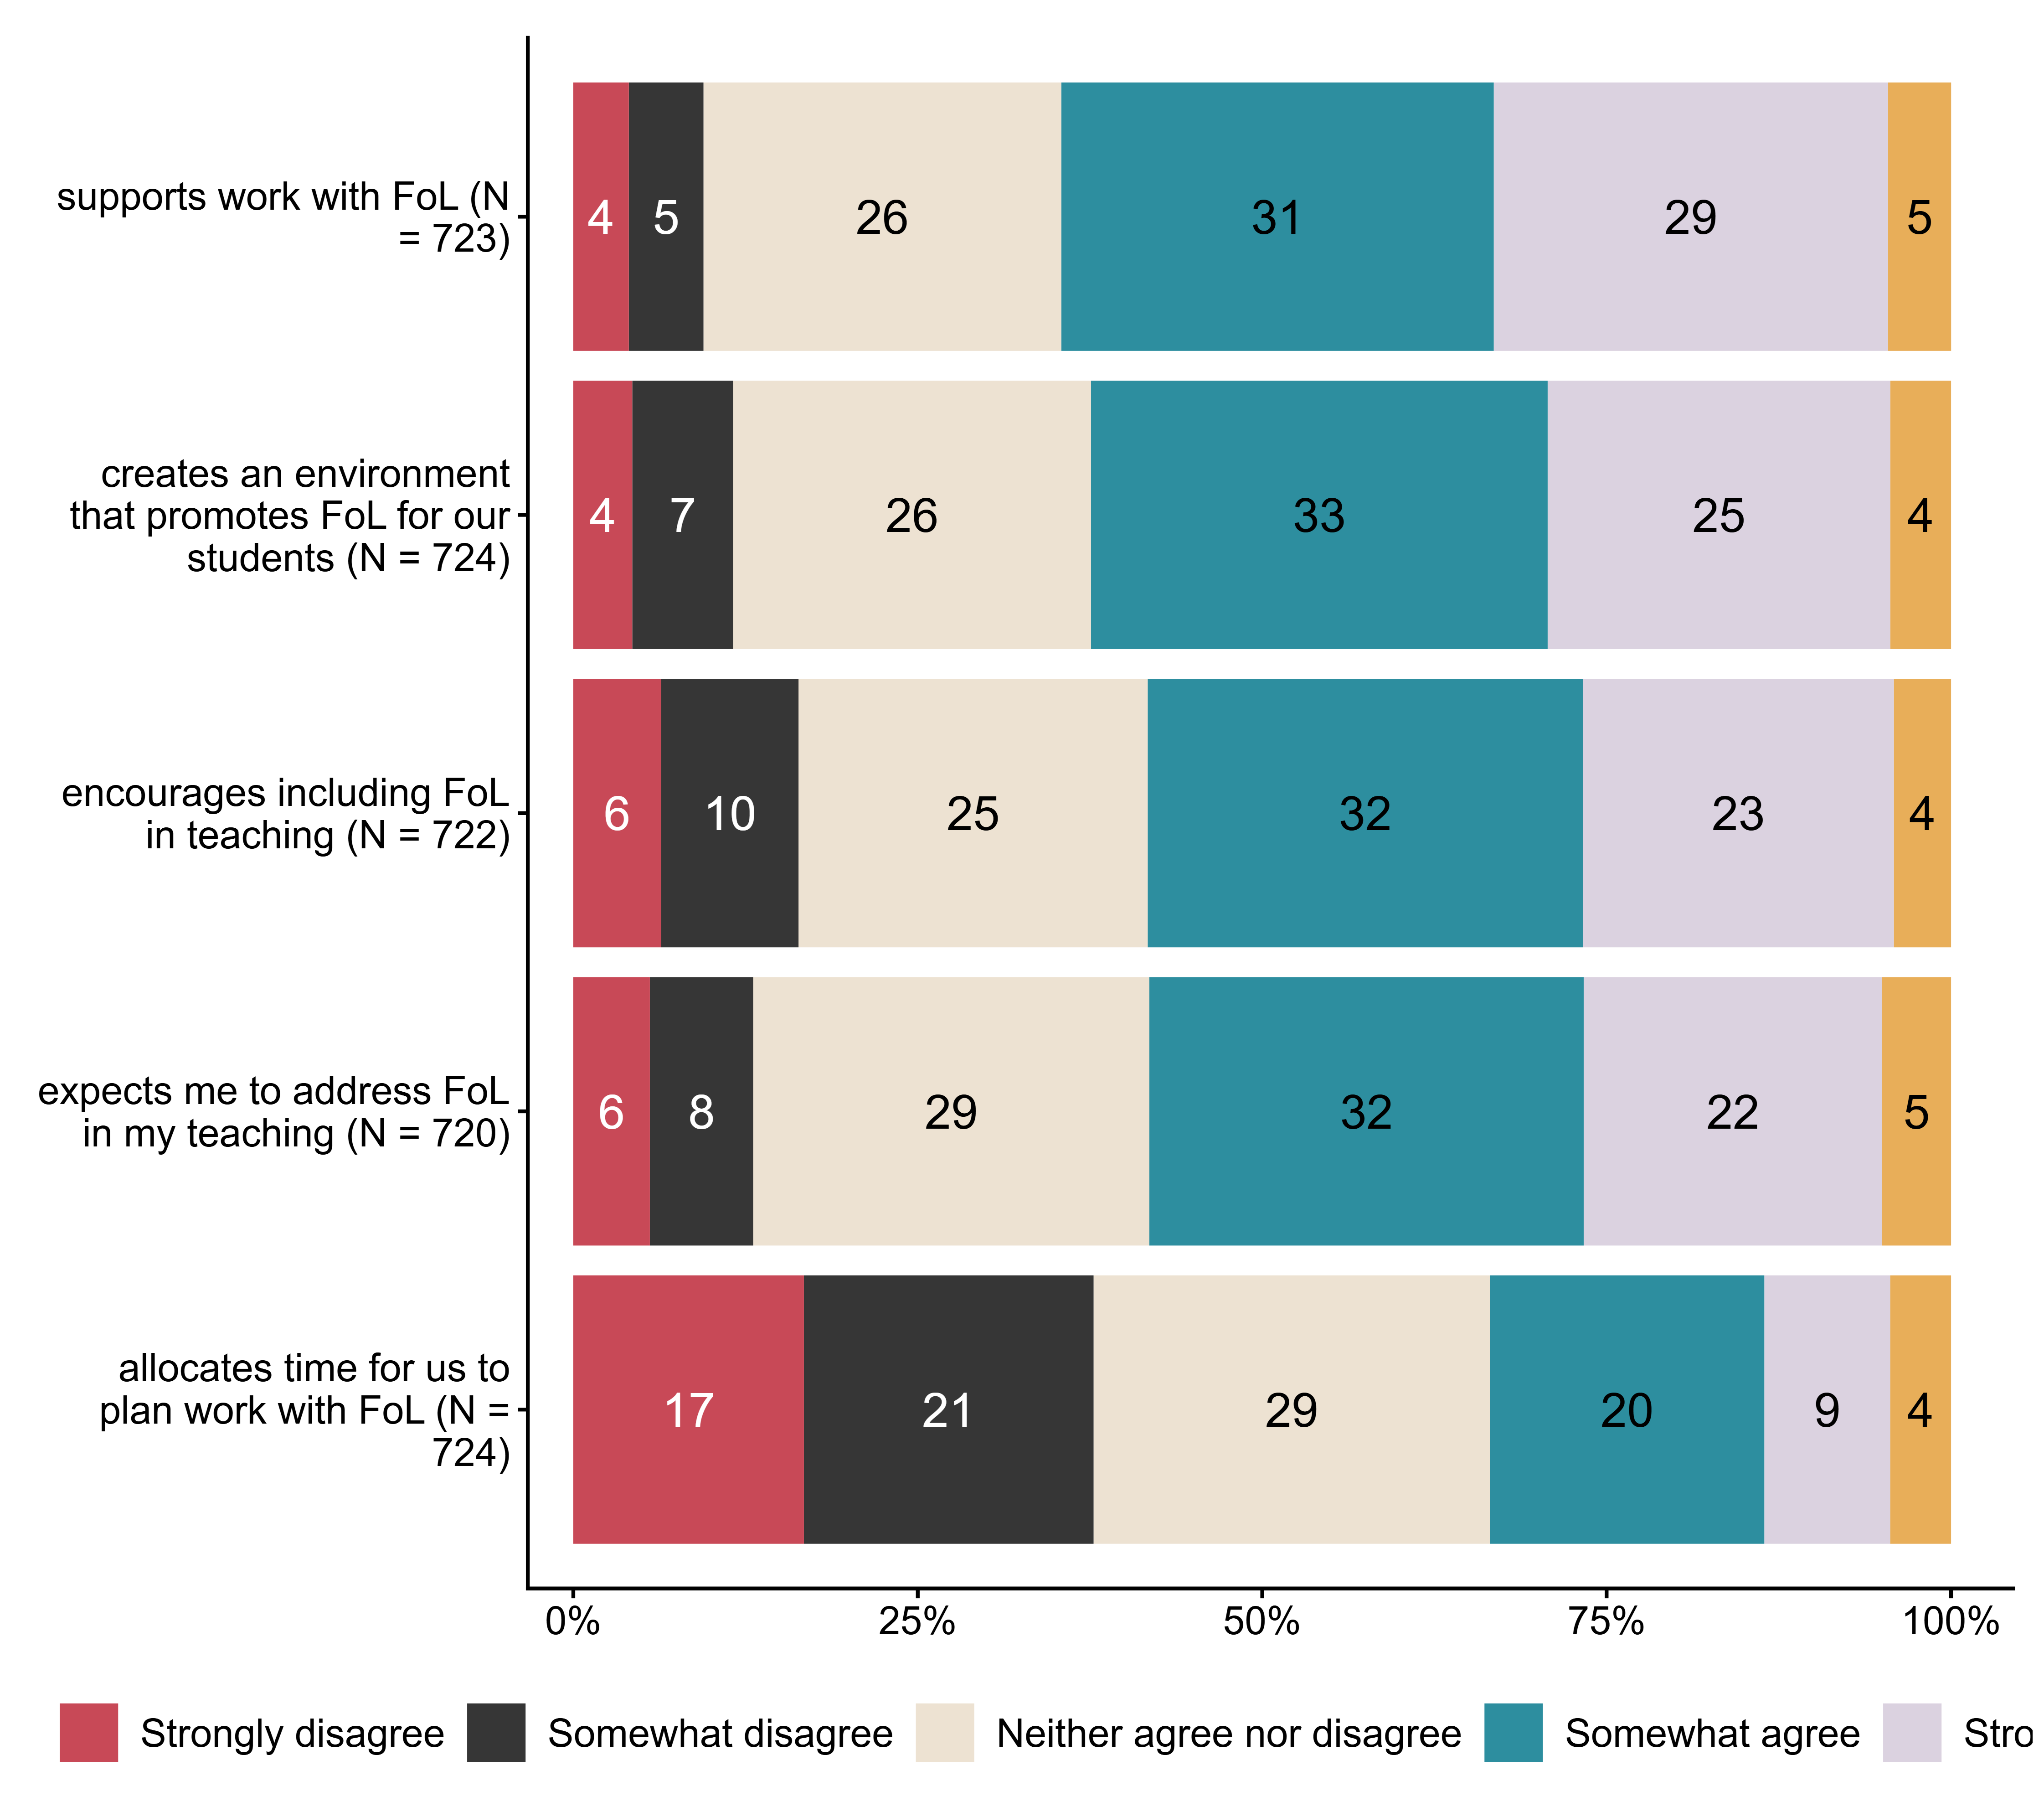 supports work with FoL (N
= 723)
4 5 26 31 29 5
creates an environment
that promotes FoL for our
students (N = 724)
4 7 26 33 25 4
encourages including FoL
in teaching (N = 722)
6 10 25 32 23 4
expects me to address FoL
in my teaching (N = 720)
6 8 29 32 22 5
allocates time for us to
plan work with FoL (N =
724)
17 21 29 20 9 4
0% 25% 50% 75% 100%
Strongly disagree Somewhat disagree Neither agree nor disagree Somewhat agree Stro